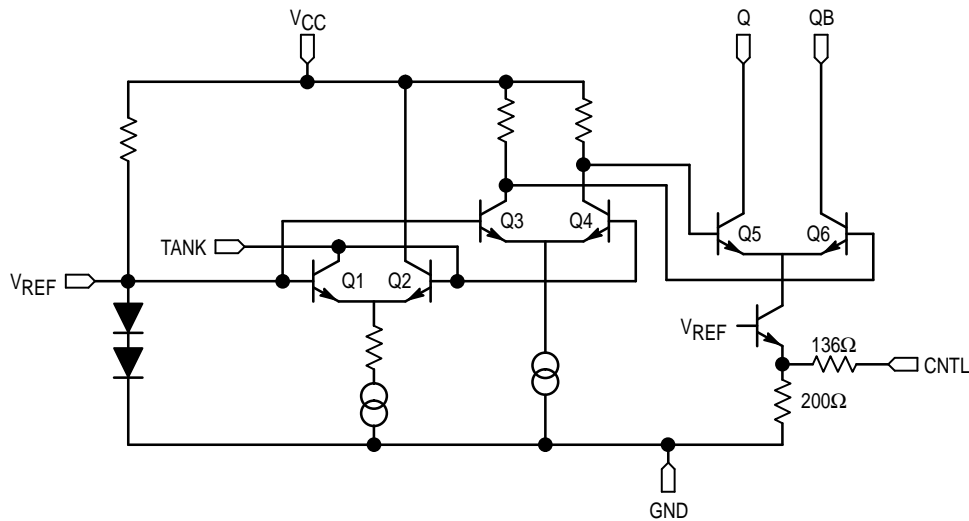 VCC
Q
QB
Q3
Q4
Q5
Q6
TANK
VREF
Q1
Q2
VREF
136Ω
CNTL
200Ω
GND